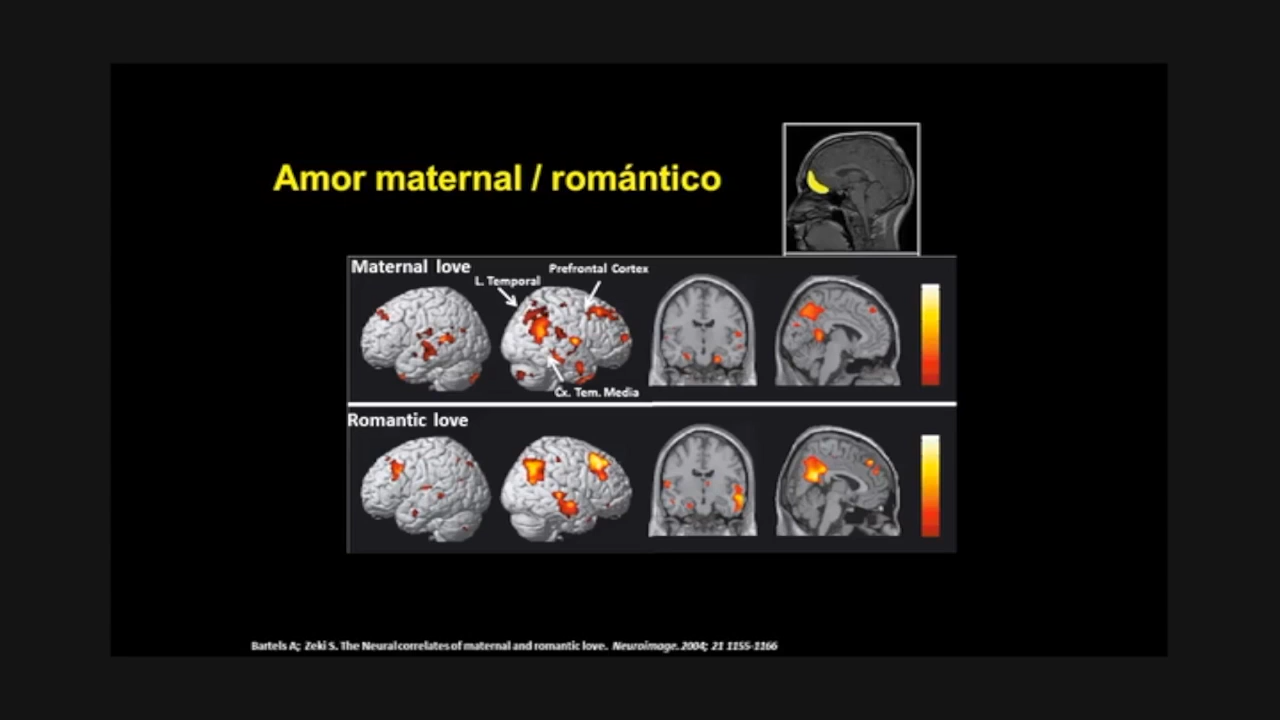 Amor maternal / romántico
Maternal love
Prefrontal Cortex
L. Temporal
Cx. Tem. Media
Romantic love
Bartels A; Zeki S. The Neural correlates of maternal and romantic love. Neuroimage. 2004; 21 1155-1166